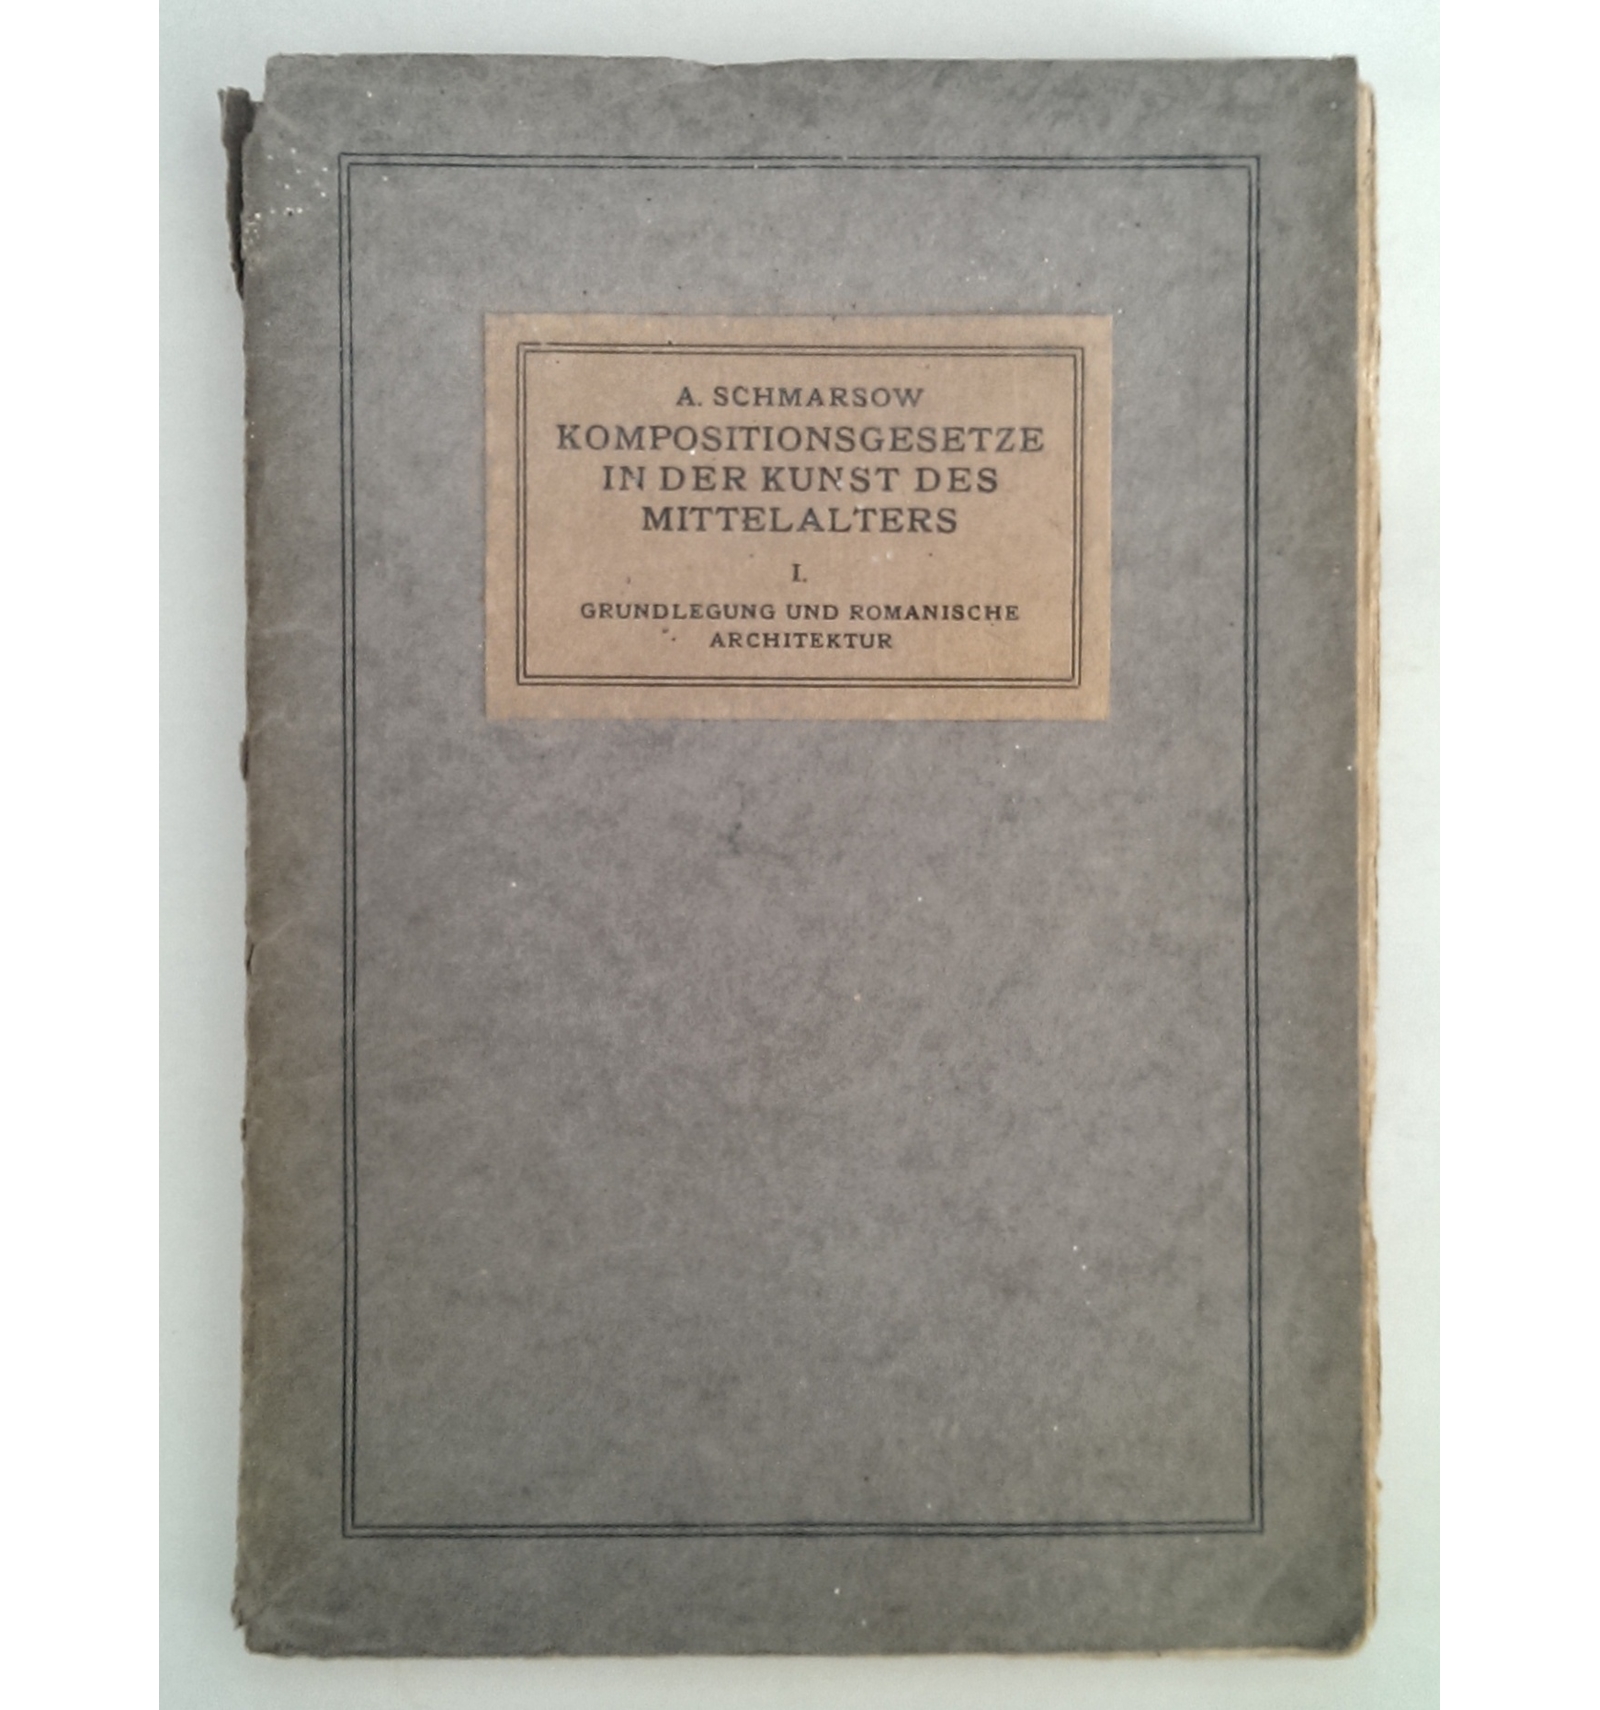 A. SCHMARSOW
KOMPOSITIONSGESETZE
IN DER KUNST DES
MITTELALTERS
I.
GRUNDLEGUNG UND ROMANISCHE
ARCHITEKTUR